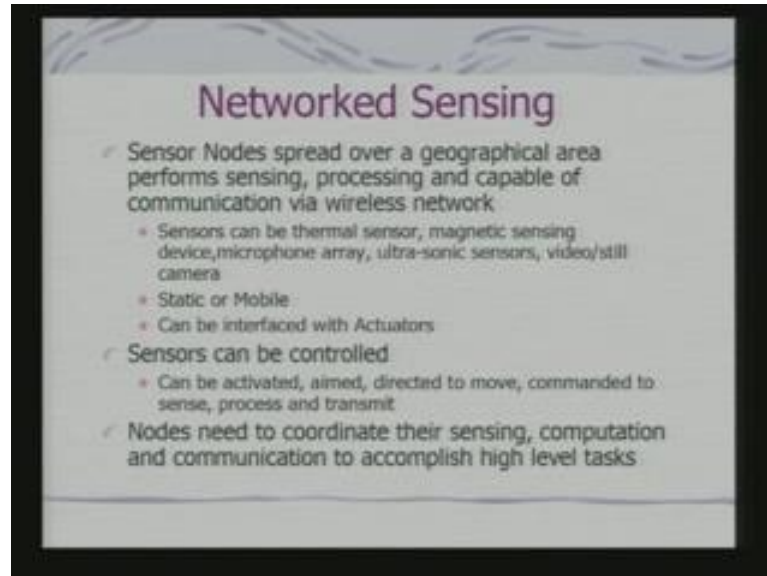 Networked Sensing
Sensor Nodes spread over a geographical area
performs sensing, processing and capable of
communication via wireless network
Sensors can be thermal sensor, magnetic sensing
device,microphone array, ultra-sonic sensors, video/still
camera
Static or Mobile
Can be interfaced with Actuators
Sensors can be controlled
Can be activated, aimed, directed to move, commanded to
sense, process and transmit
Nodes need to coordinate their sensing, computation
and communication to accomplish high level tasks